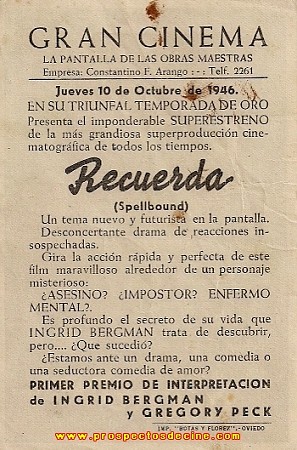 GRAN CINEMA
LA PANTALLA DE LAS OBRAS MAESTRAS
Empresa: Constantino F. Arango :-: Telf. 2261
Jueves 10 de Octubre de 1946.
EN SU TRIUNFAL TEMPORADA DE ORO
Presenta el imponderable SUPERESTRENO
de la más grandiosa superproducción cine-
matográfica de todos los tiempos.
Recuerda
(Spellbound)
Un tema nuevo y futurista en la pantalla.
Desconcertante drama de reacciones in-
sospechadas.
Gira la acción rápida y perfecta de este
film maravilloso alrededor de un personaje
misterioso:
¿ASESINO? ¿IMPOSTOR? ENFERMO
MENTAL?.
Es profundo el secreto de su vida que
INGRID BERGMAN trata de descubrir,
pero.... ¿Que sucedió?
¿Estamos ante un drama, una comedia o
una seductora comedia de amor?
PRIMER PREMIO DE INTERPRETACION
de INGRID BERGMAN
y GREGORY PECK
IMP. "BOTAS Y FLOREZ".-OVIEDO
www.prospectosdecine.com